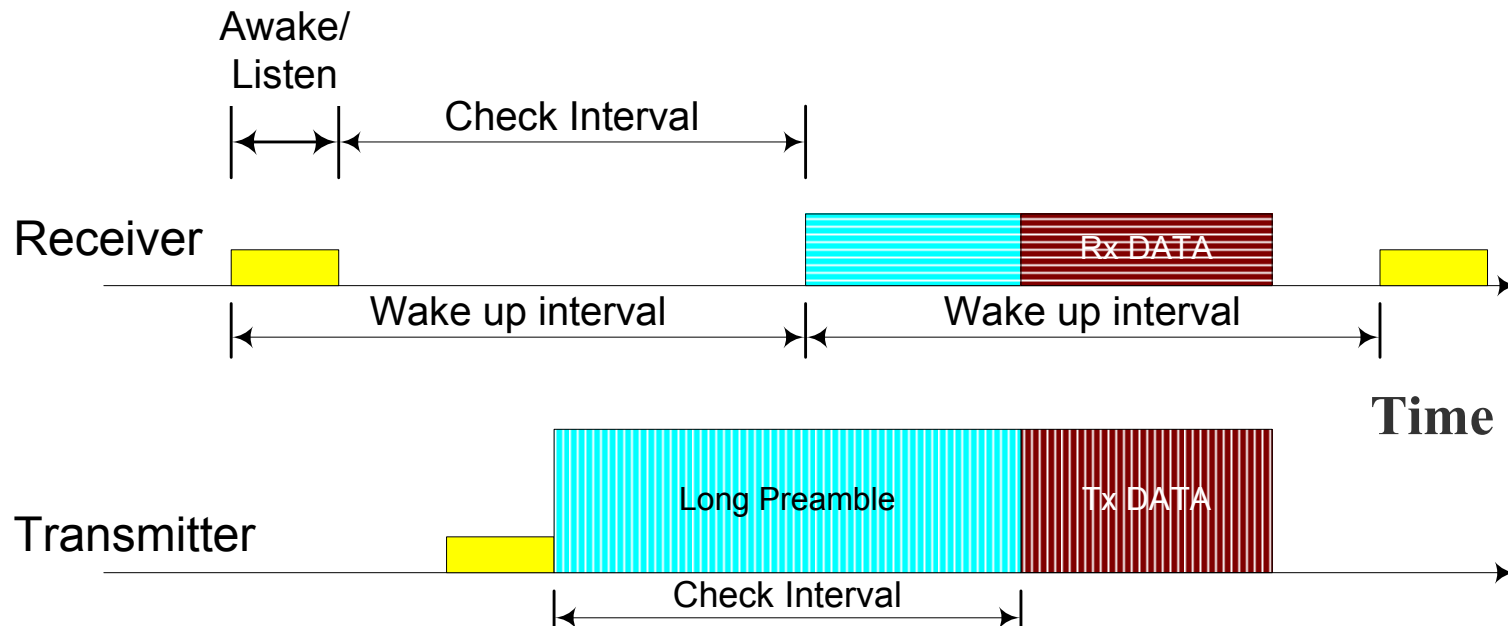 Awake/
Listen
Check Interval
Receiver
Rx DATA
Wake up interval
Wake up interval
Time
Long Preamble
Tx DATA
Transmitter
Check Interval